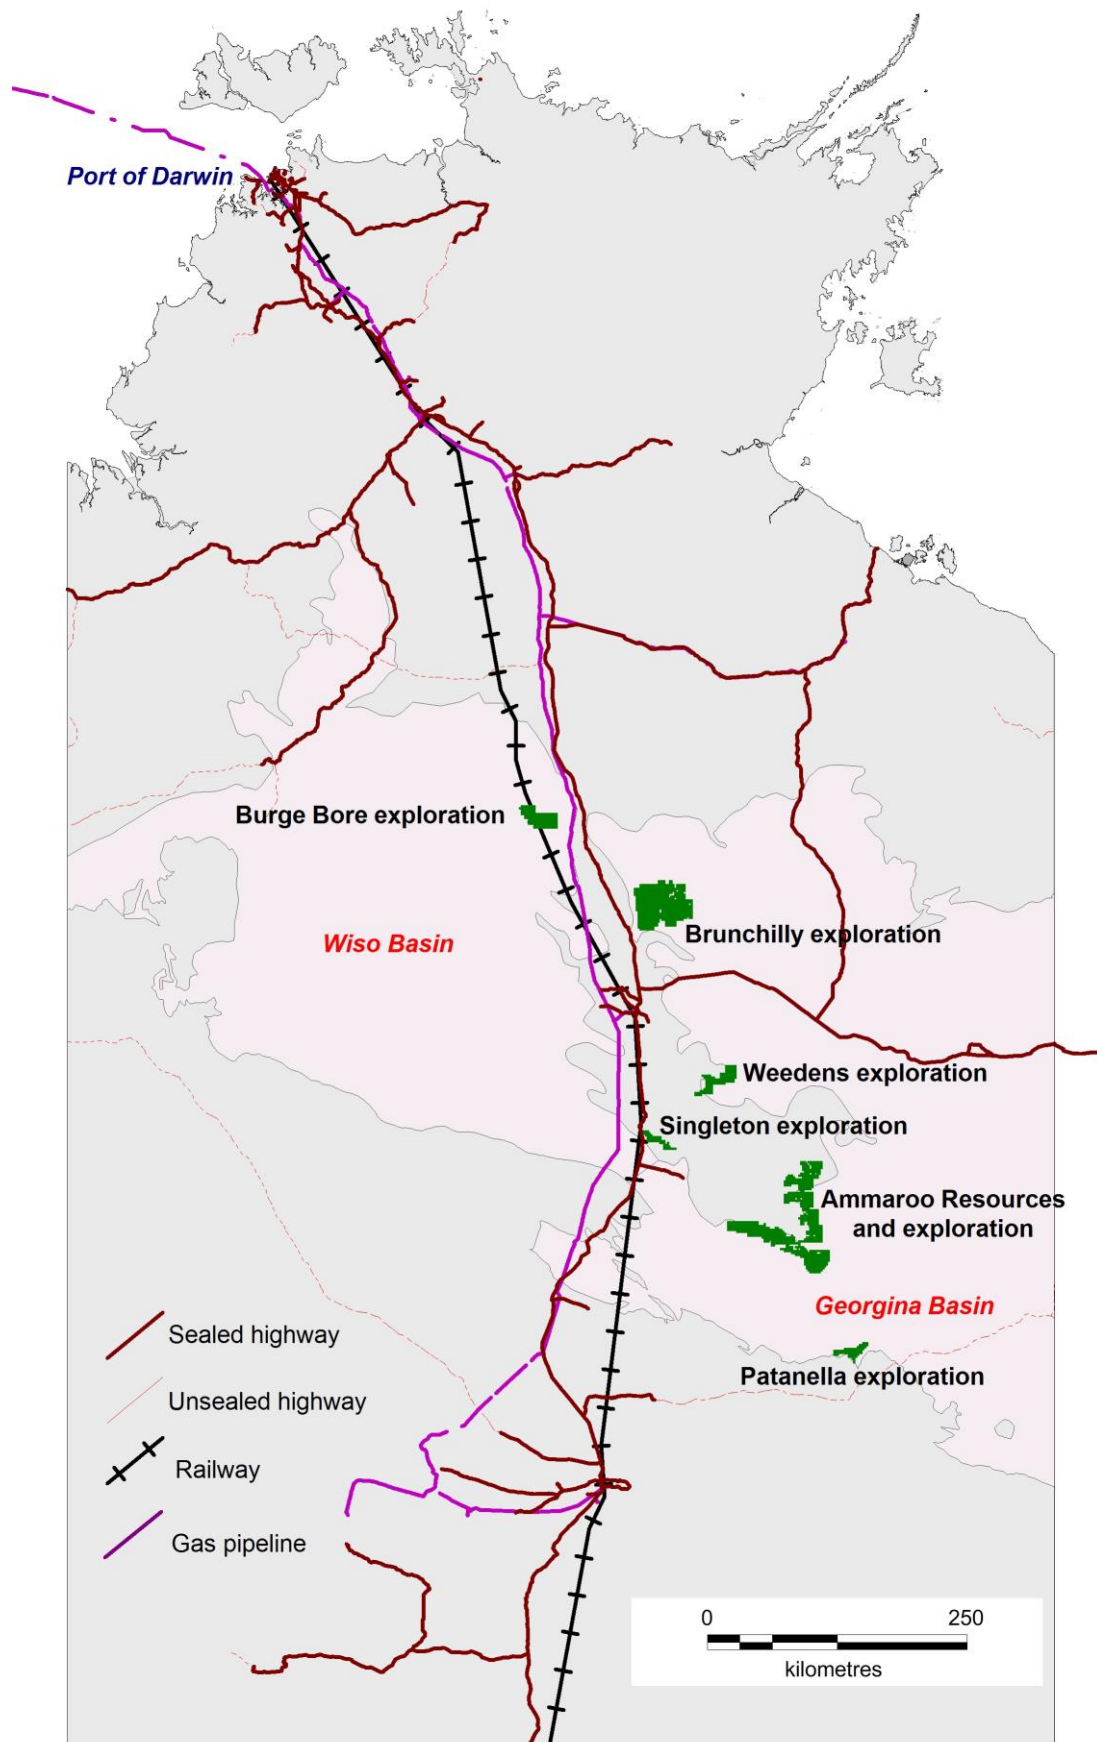 Port of Darwin
Burge Bore exploration
Wiso Basin
Brunchilly exploration
Weedens exploration
Singleton exploration
Ammaroo Resources
and exploration
Georgina Basin
Patanella exploration
Sealed highway
Unsealed highway
Railway
Gas pipeline
0 250
kilometres